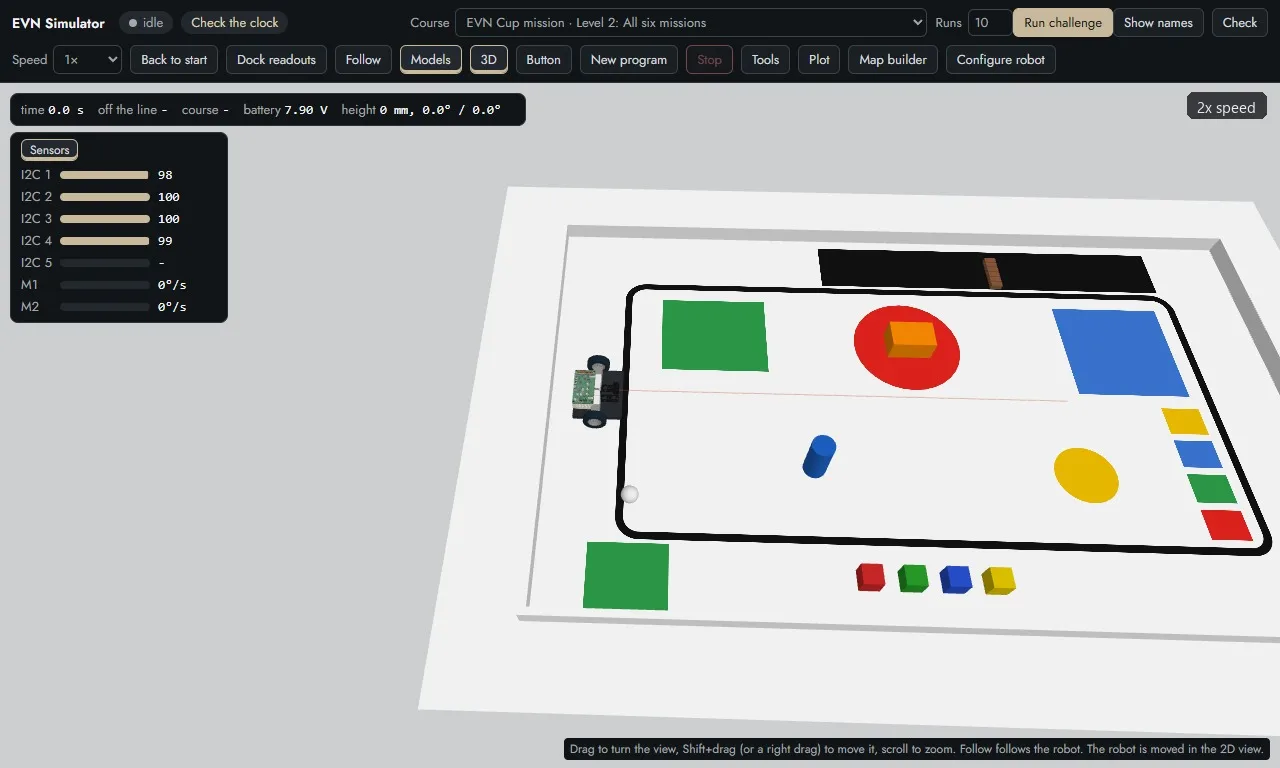 EVN Simulator idle Check the clock Course EVN Cup mission · Level 2: All six missions Runs 10 Run challenge Show names Check
Speed 1× Back to start Dock readouts Follow Models 3D Button New program Stop Tools Plot Map builder Configure robot
time 0.0 s off the line - course - battery 7.90 V height 0 mm, 0.0° / 0.0°
2x speed
Sensors
I2C 1 98
I2C 2 100
I2C 3 100
I2C 4 99
I2C 5 -
M1 0°/s
M2 0°/s
Drag to turn the view, Shift+drag (or a right drag) to move it, scroll to zoom. Follow follows the robot. The robot is moved in the 2D view.